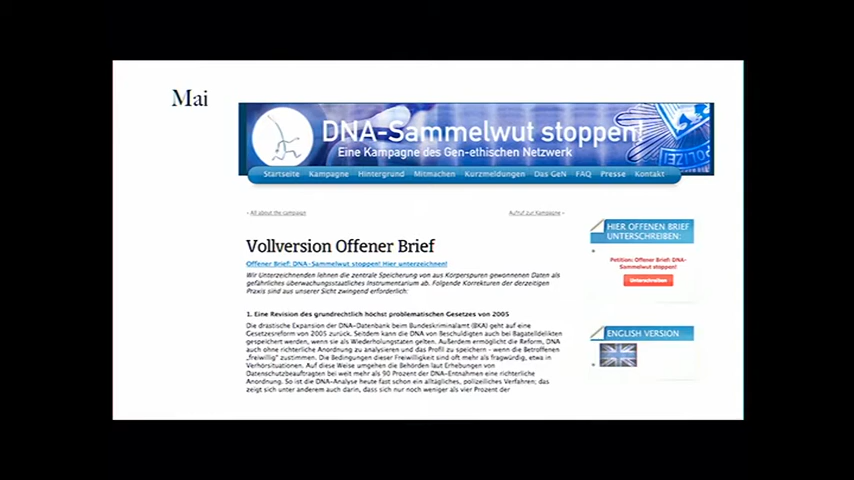 Mai
DNA-Sammelwut stoppen!
Eine Kampagne des Gen-ethischen Netzwerk
POLIZEI
Startseite Kampagne Hintergrund Mitmachen Kurzmeldungen Das GeN FAQ Presse Kontakt
‹ All about the campaign
Aufruf zur Kampagne ›
Vollversion Offener Brief
Offener Brief: DNA-Sammelwut stoppen! Hier unterzeichnen!
Wir Unterzeichnenden lehnen die zentrale Speicherung von aus Körperspuren gewonnenen Daten als
gefährliches überwachungsstaatliches Instrumentarium ab. Folgende Korrekturen der derzeitigen
Praxis sind aus unserer Sicht zwingend erforderlich:
1. Eine Revision des grundrechtlich höchst problematischen Gesetzes von 2005
Die drastische Expansion der DNA-Datenbank beim Bundeskriminalamt (BKA) geht auf eine
Gesetzesreform von 2005 zurück. Seitdem kann die DNA von Beschuldigten auch bei Bagatelldelikten
gespeichert werden, wenn sie als Wiederholungstaten gelten. Außerdem ermöglicht die Reform, DNA
auch ohne richterliche Anordnung zu analysieren und das Profil zu speichern – wenn die Betroffenen
„freiwillig" zustimmen. Die Bedingungen dieser Freiwilligkeit sind oft mehr als fragwürdig, etwa in
Verhörsituationen. Auf diese Weise umgehen die Behörden laut Erhebungen von
Datenschutzbeauftragten bei weit mehr als 90 Prozent der DNA-Entnahmen eine richterliche
Anordnung. So ist die DNA-Analyse heute fast schon ein alltägliches, polizeiliches Verfahren; das
zeigt sich unter anderem auch darin, dass sich nur noch weniger als vier Prozent der
HIER OFFENEN BRIEF
UNTERSCHREIBEN:
Petition: Offener Brief: DNA-
Sammelwut stoppen!
Unterschreiben
ENGLISH VERSION